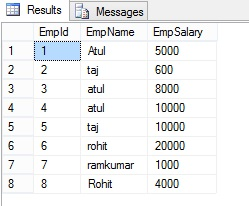 Results Messages
EmpId EmpName EmpSalary
1 1 Atul 5000
2 2 taj 600
3 3 atul 8000
4 4 atul 10000
5 5 taj 10000
6 6 rohit 20000
7 7 ramkumar 1000
8 8 Rohit 4000